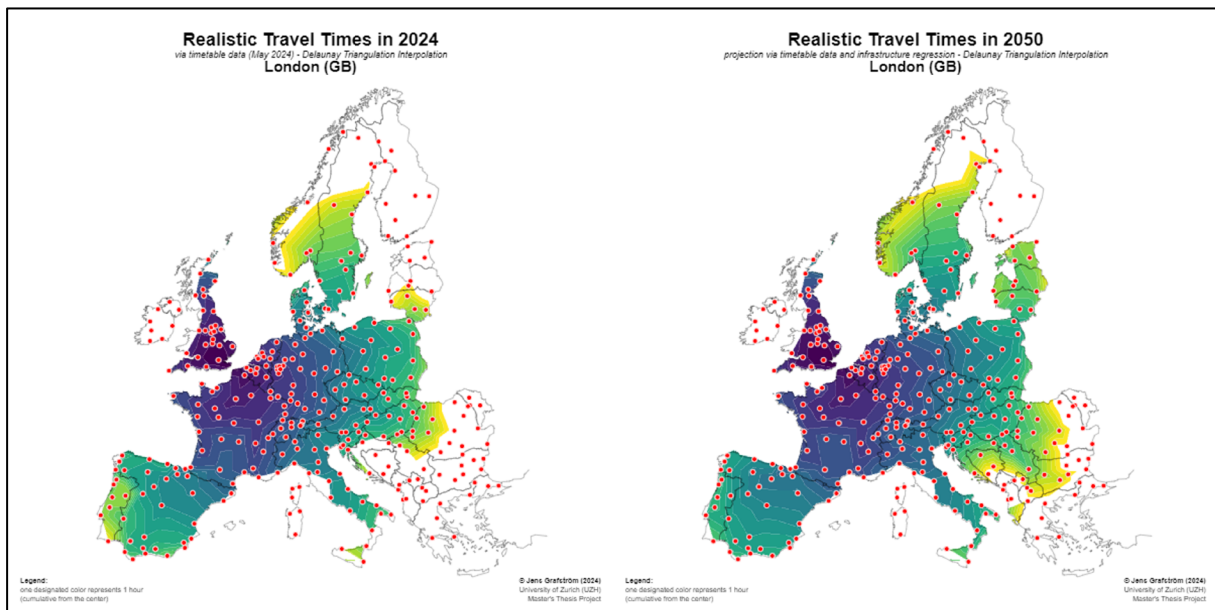 Realistic Travel Times in 2024
via timetable data (May 2024) - Delaunay Triangulation Interpolation
London (GB)
Legend:
one designated color represents 1 hour
(cumulative from the center)
© Jens Grafström (2024)
University of Zurich (UZH)
Master's Thesis Project
Realistic Travel Times in 2050
projection via timetable data and infrastructure regression - Delaunay Triangulation Interpolation
London (GB)
Legend:
one designated color represents 1 hour
(cumulative from the center)
© Jens Grafström (2024)
University of Zurich (UZH)
Master's Thesis Project